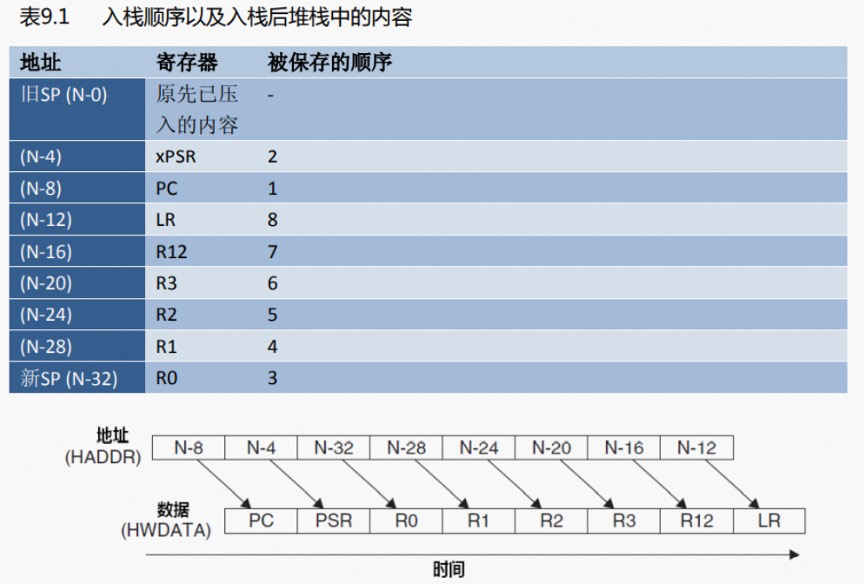 表9.1 入栈顺序以及入栈后堆栈中的内容
地址 寄存器 被保存的顺序
旧SP (N-0) 原先已压 -
入的内容
(N-4) xPSR 2
(N-8) PC 1
(N-12) LR 8
(N-16) R12 7
(N-20) R3 6
(N-24) R2 5
(N-28) R1 4
新SP (N-32) R0 3
地址
(HADDR) N-8 N-4 N-32 N-28 N-24 N-20 N-16 N-12
数据
(HWDATA) PC PSR R0 R1 R2 R3 R12 LR
时间